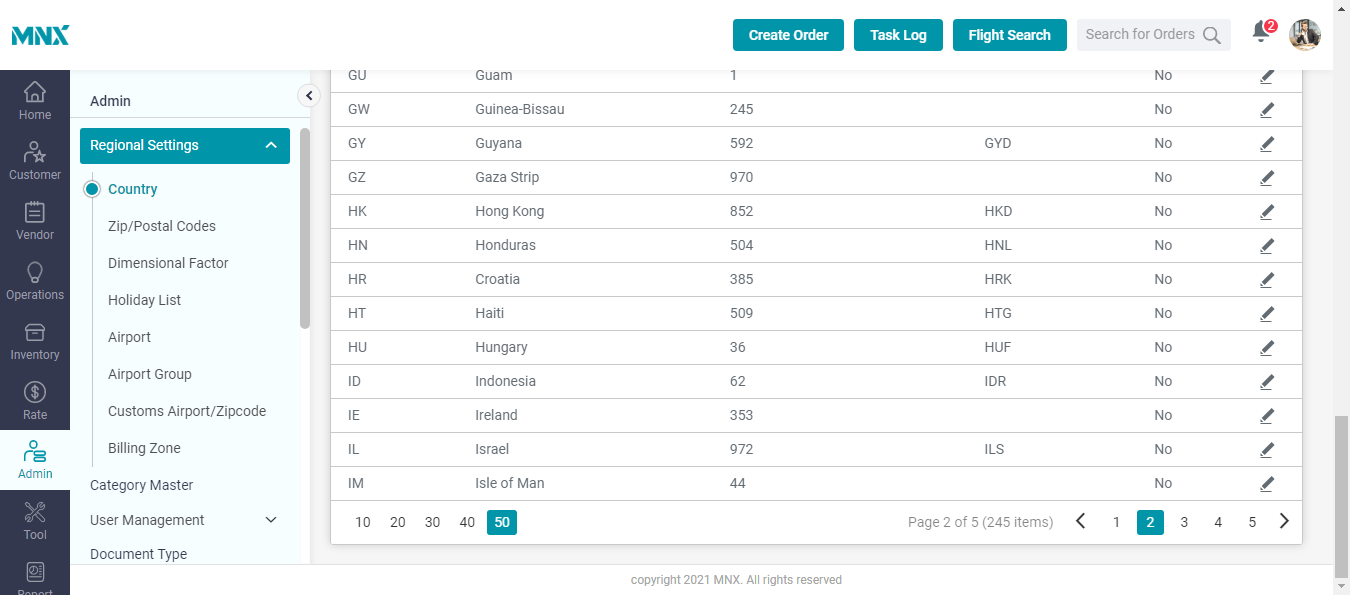 MNX
Create Order
Task Log
Flight Search
Search for Orders
2
Home
Customer
Vendor
Operations
Inventory
Rate
Admin
Tool
Report
Admin
Regional Settings
Country
Zip/Postal Codes
Dimensional Factor
Holiday List
Airport
Airport Group
Customs Airport/Zipcode
Billing Zone
Category Master
User Management
Document Type
GU Guam 1 No
GW Guinea-Bissau 245 No
GY Guyana 592 GYD No
GZ Gaza Strip 970 No
HK Hong Kong 852 HKD No
HN Honduras 504 HNL No
HR Croatia 385 HRK No
HT Haiti 509 HTG No
HU Hungary 36 HUF No
ID Indonesia 62 IDR No
IE Ireland 353 No
IL Israel 972 ILS No
IM Isle of Man 44 No
10 20 30 40 50 Page 2 of 5 (245 items) 1 2 3 4 5
copyright 2021 MNX. All rights reserved